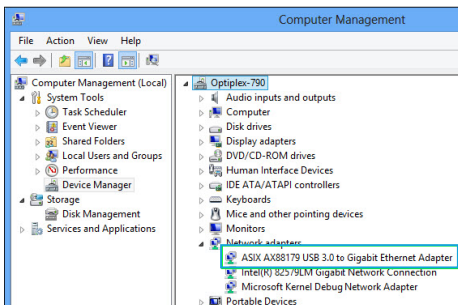 Computer Management
File Action View Help
Computer Management (Local)
System Tools
Task Scheduler
Event Viewer
Shared Folders
Local Users and Groups
Performance
Device Manager
Storage
Disk Management
Services and Applications
Optiplex-790
Audio inputs and outputs
Computer
Disk drives
Display adapters
DVD/CD-ROM drives
Human Interface Devices
IDE ATA/ATAPI controllers
Keyboards
Mice and other pointing devices
Monitors
Network adapters
ASIX AX88179 USB 3.0 to Gigabit Ethernet Adapter
Intel(R) 82579LM Gigabit Network Connection
Microsoft Kernel Debug Network Adapter
Portable Devices